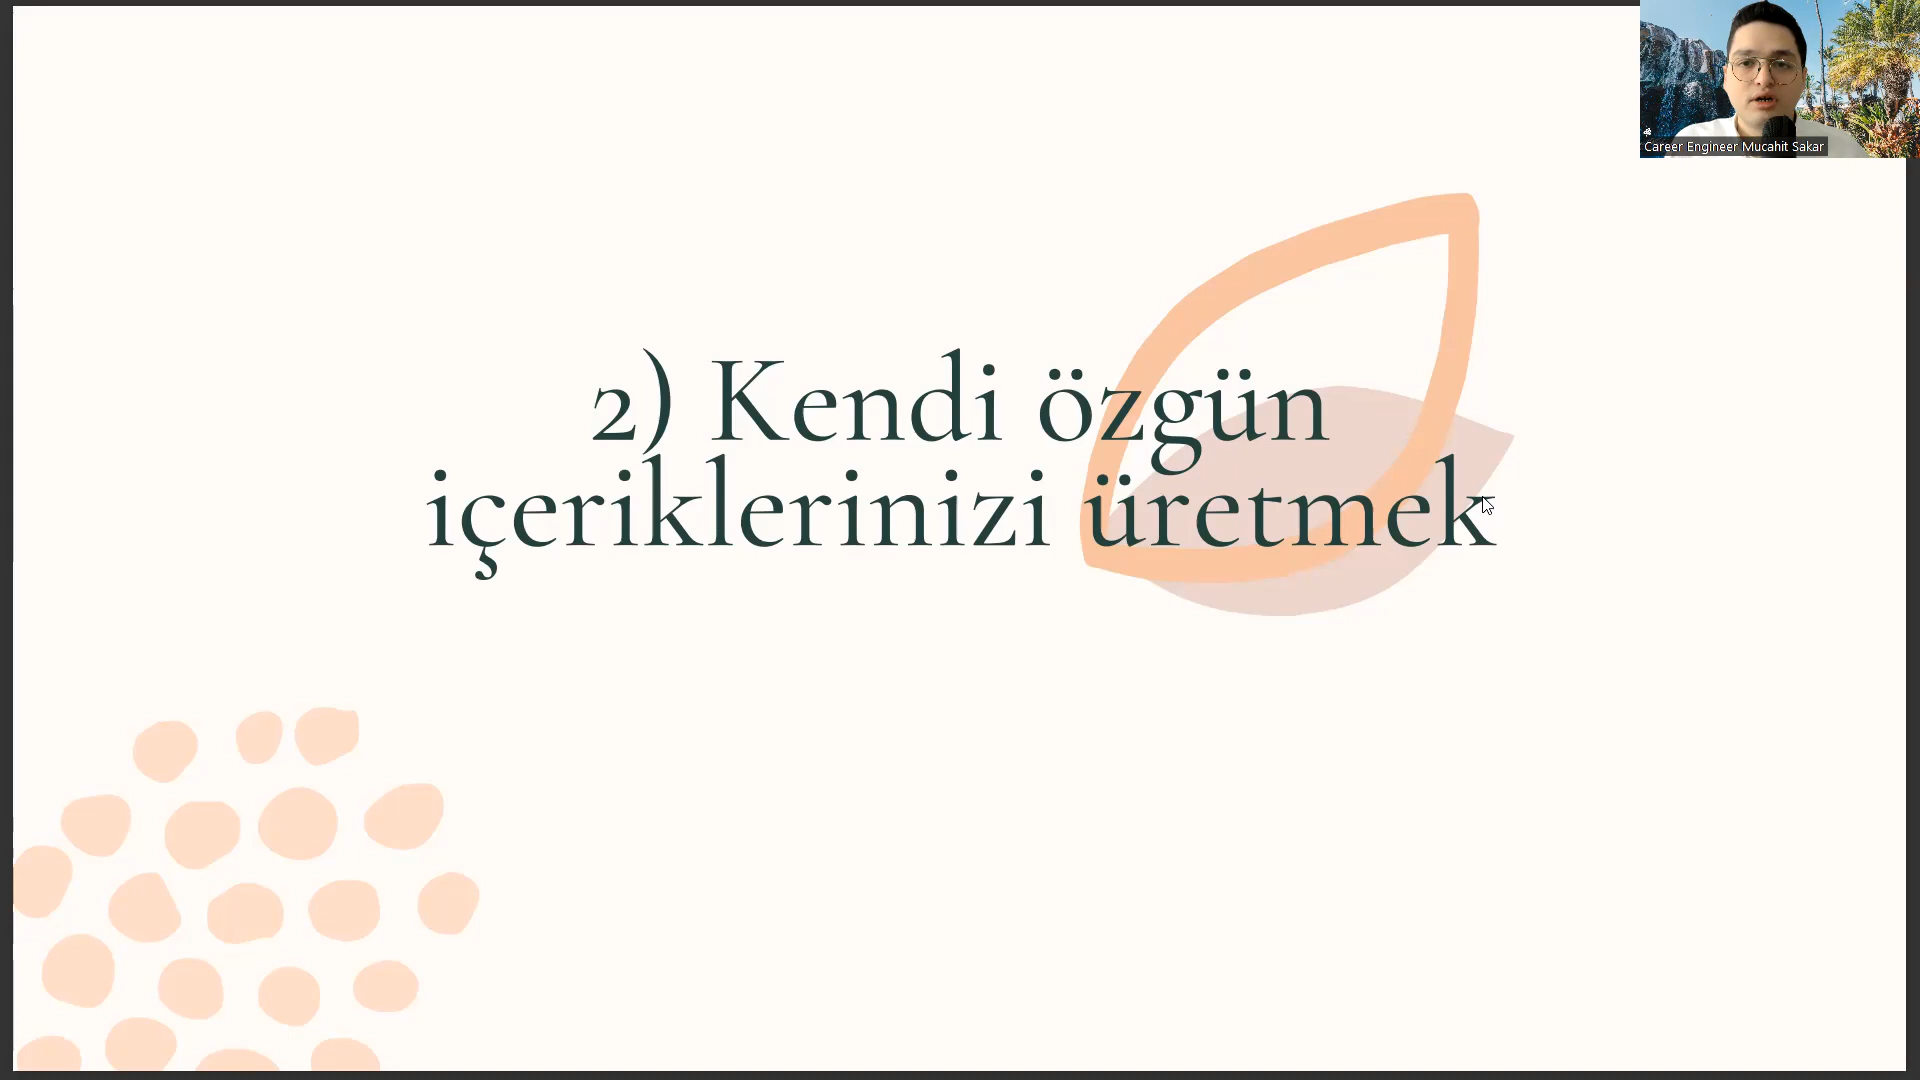 Career Engineer Mucahit Sakar
2) Kendi özgün
içeriklerinizi üretmek